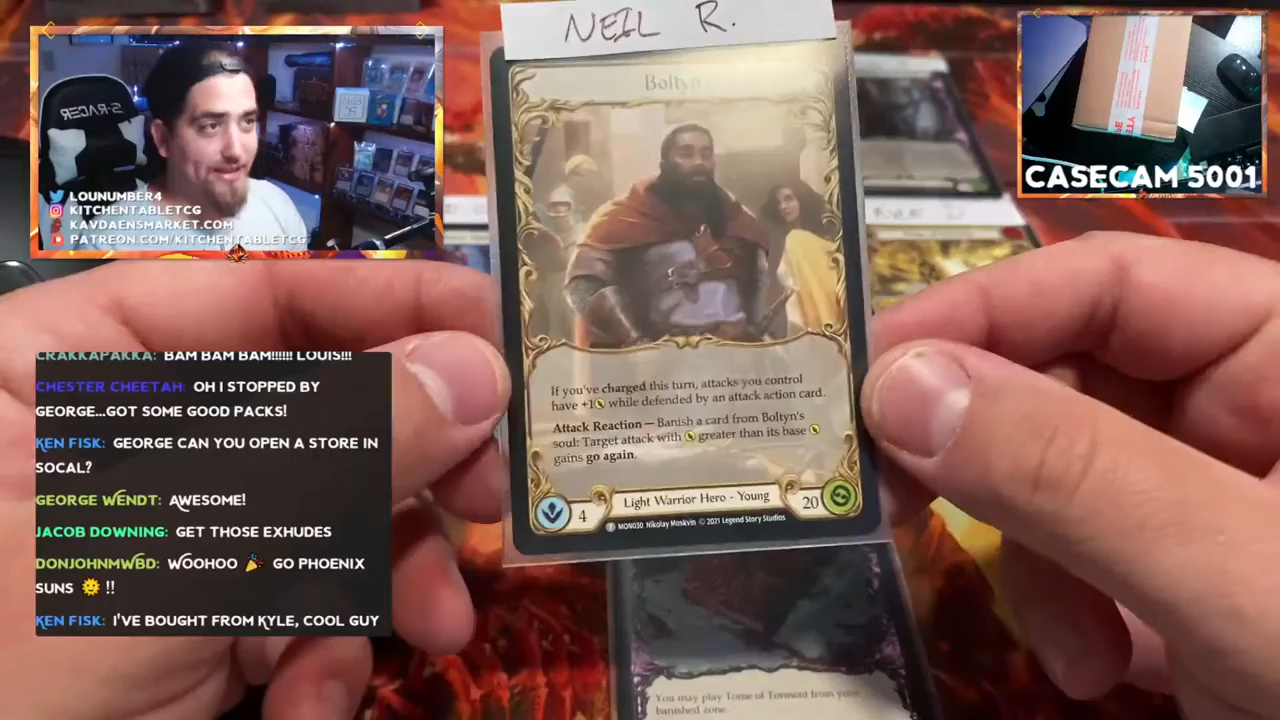 NEIL R.
Boltyn
LOUNUMBER4
KITCHENTABLETCG
KAVDAENSMARKET.COM
PATREON.COM/KITCHENTABLETCG
CASECAM 5001
CRAKKAPAKKA: BAM BAM BAM!!!!!! LOUIS!!!
CHESTER CHEETAH: OH I STOPPED BY
GEORGE...GOT SOME GOOD PACKS!
KEN FISK: GEORGE CAN YOU OPEN A STORE IN
SOCAL?
GEORGE WENDT: AWESOME!
JACOB DOWNING: GET THOSE EXHUDES
DONJOHNMWBD: WOOHOO 🎉 GO PHOENIX
SUNS 🌞 !!
KEN FISK: I'VE BOUGHT FROM KYLE, COOL GUY
If you've charged this turn, attacks you control
have +1 while defended by an attack action card.
Attack Reaction — Banish a card from Boltyn's
soul: Target attack with greater than its base
gains go again.
4
Light Warrior Hero - Young
20
MON030 Nikolay Moskvin © 2021 Legend Story Studios
You may play Tome of Torment from your
banished zone.